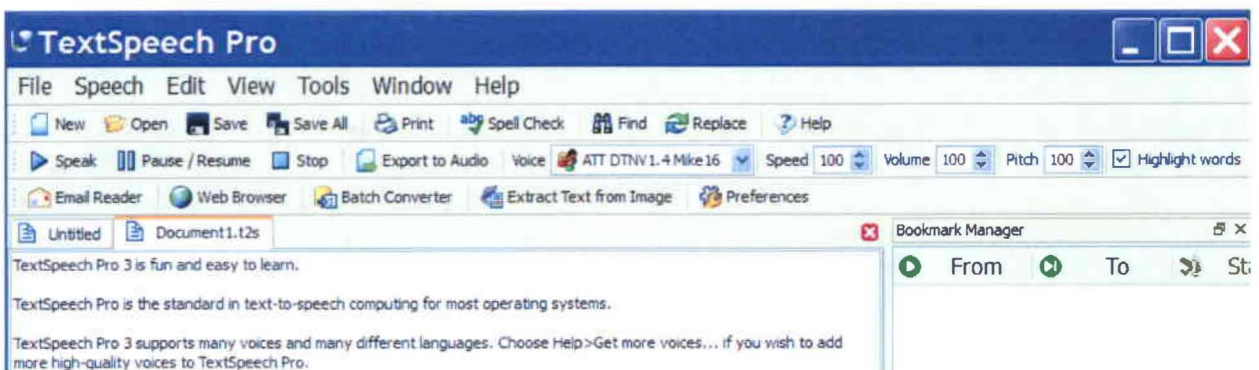 TextSpeech Pro
File Speech Edit View Tools Window Help
New Open Save Save All Print Spell Check Find Replace Help
Speak Pause / Resume Stop Export to Audio Voice ATT DTNV1.4 Mike16 Speed 100 Volume 100 Pitch 100 Highlight words
Email Reader Web Browser Batch Converter Extract Text from Image Preferences
Untitled Document1.t2s Bookmark Manager
From To
TextSpeech Pro 3 is fun and easy to learn.
TextSpeech Pro is the standard in text-to-speech computing for most operating systems.
TextSpeech Pro 3 supports many voices and many different languages. Choose Help>Get more voices... if you wish to add
more high-quality voices to TextSpeech Pro.